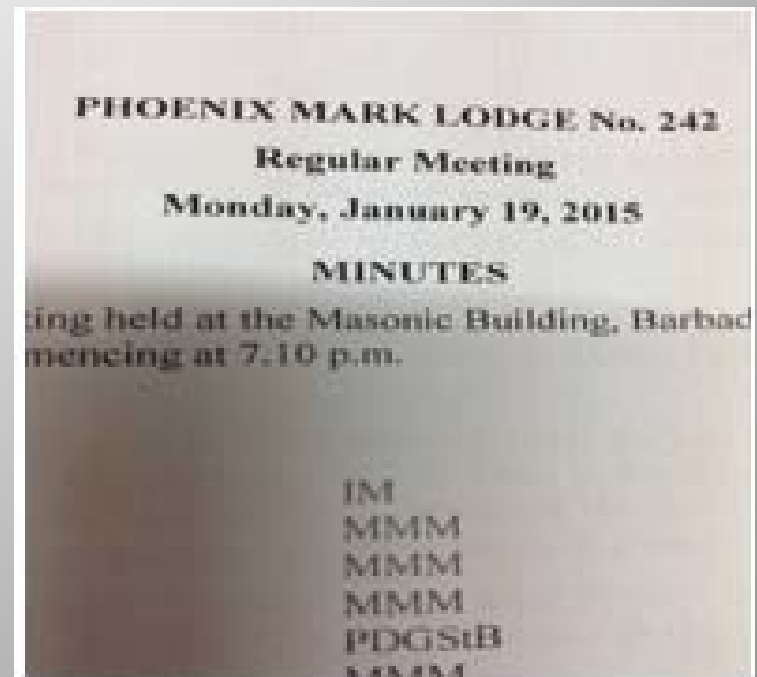 PHOENIX MARK LODGE No. 242
Regular Meeting
Monday, January 19, 2015
MINUTES
ing held at the Masonic Building, Barbad
mencing at 7.10 p.m.
IM
MMM
MMM
MMM
PDGStB
MMM